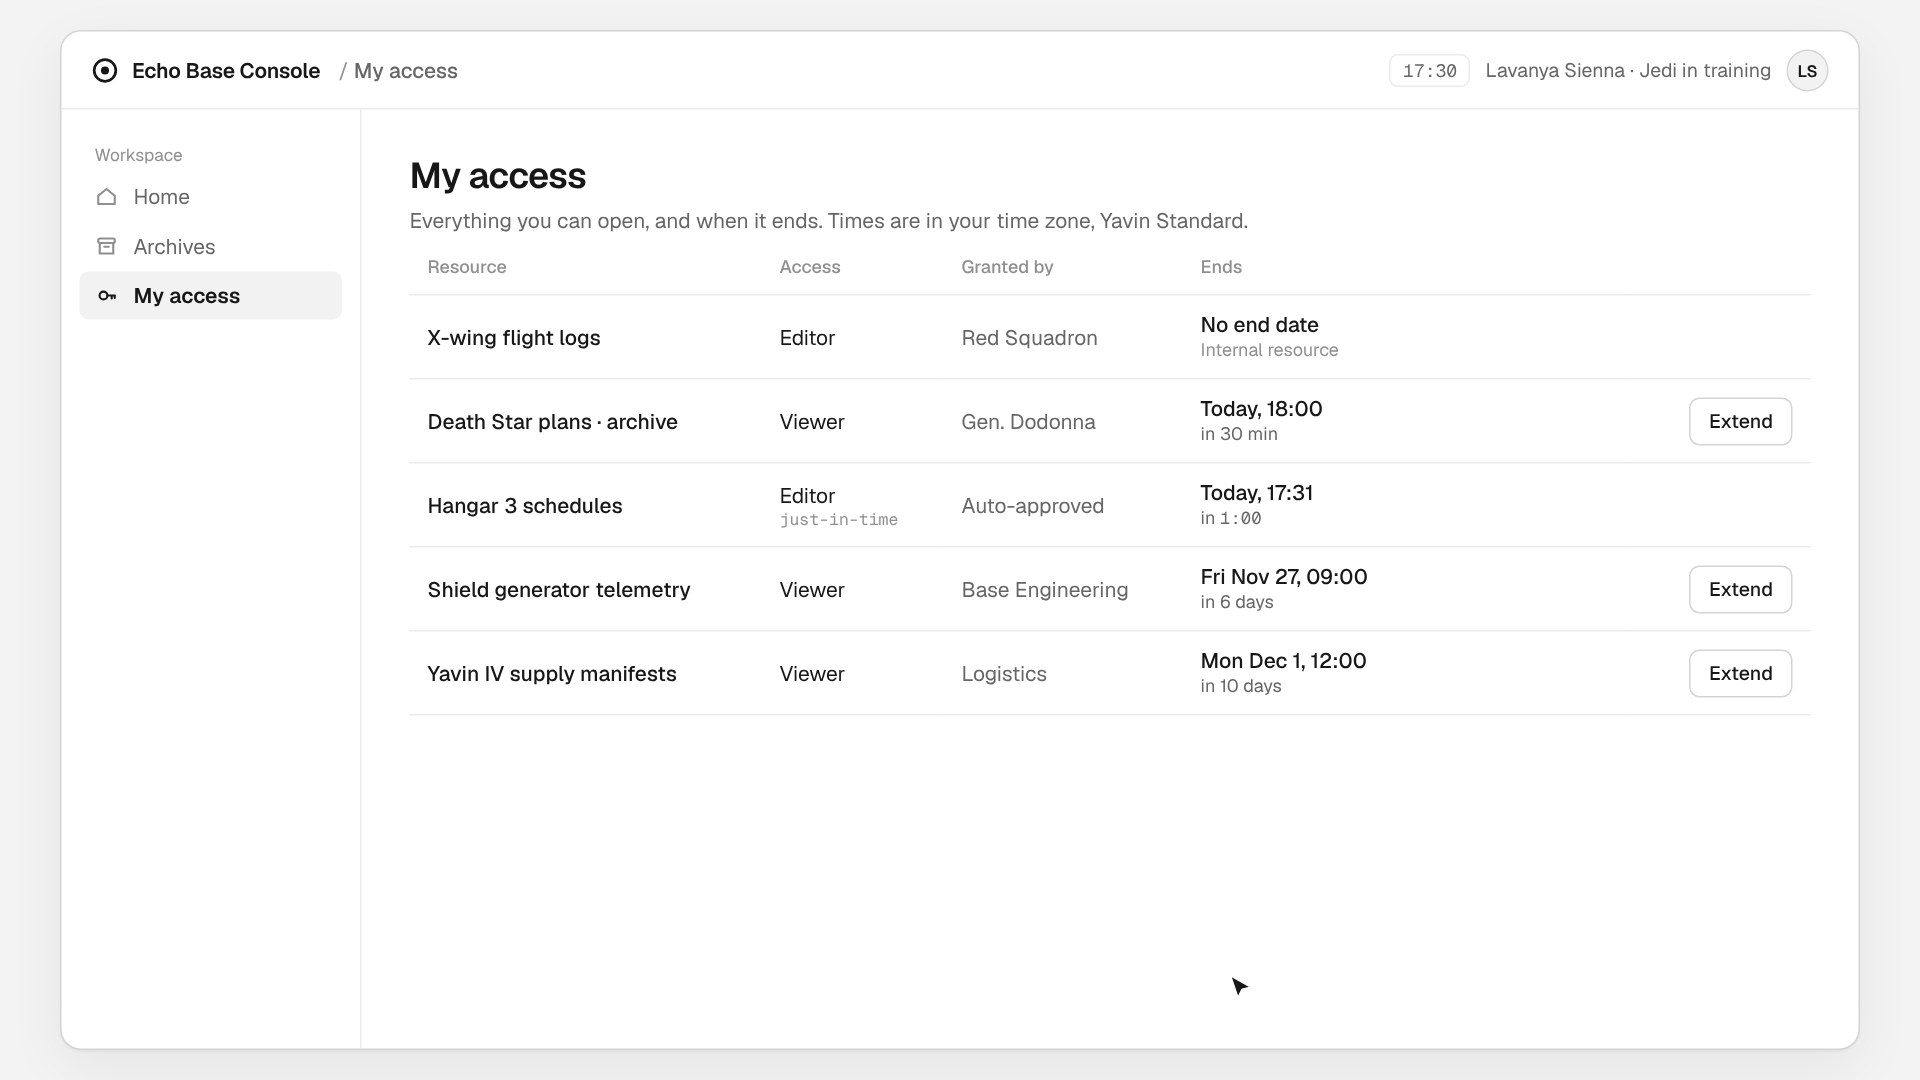 Echo Base Console / My access
17:30 Lavanya Sienna · Jedi in training LS
Workspace
Home
Archives
My access
My access
Everything you can open, and when it ends. Times are in your time zone, Yavin Standard.
Resource Access Granted by Ends
X-wing flight logs Editor Red Squadron No end date
Internal resource
Death Star plans · archive Viewer Gen. Dodonna Today, 18:00
in 30 min
Extend
Hangar 3 schedules Editor
just-in-time
Auto-approved Today, 17:31
in 1:00
Shield generator telemetry Viewer Base Engineering Fri Nov 27, 09:00
in 6 days
Extend
Yavin IV supply manifests Viewer Logistics Mon Dec 1, 12:00
in 10 days
Extend